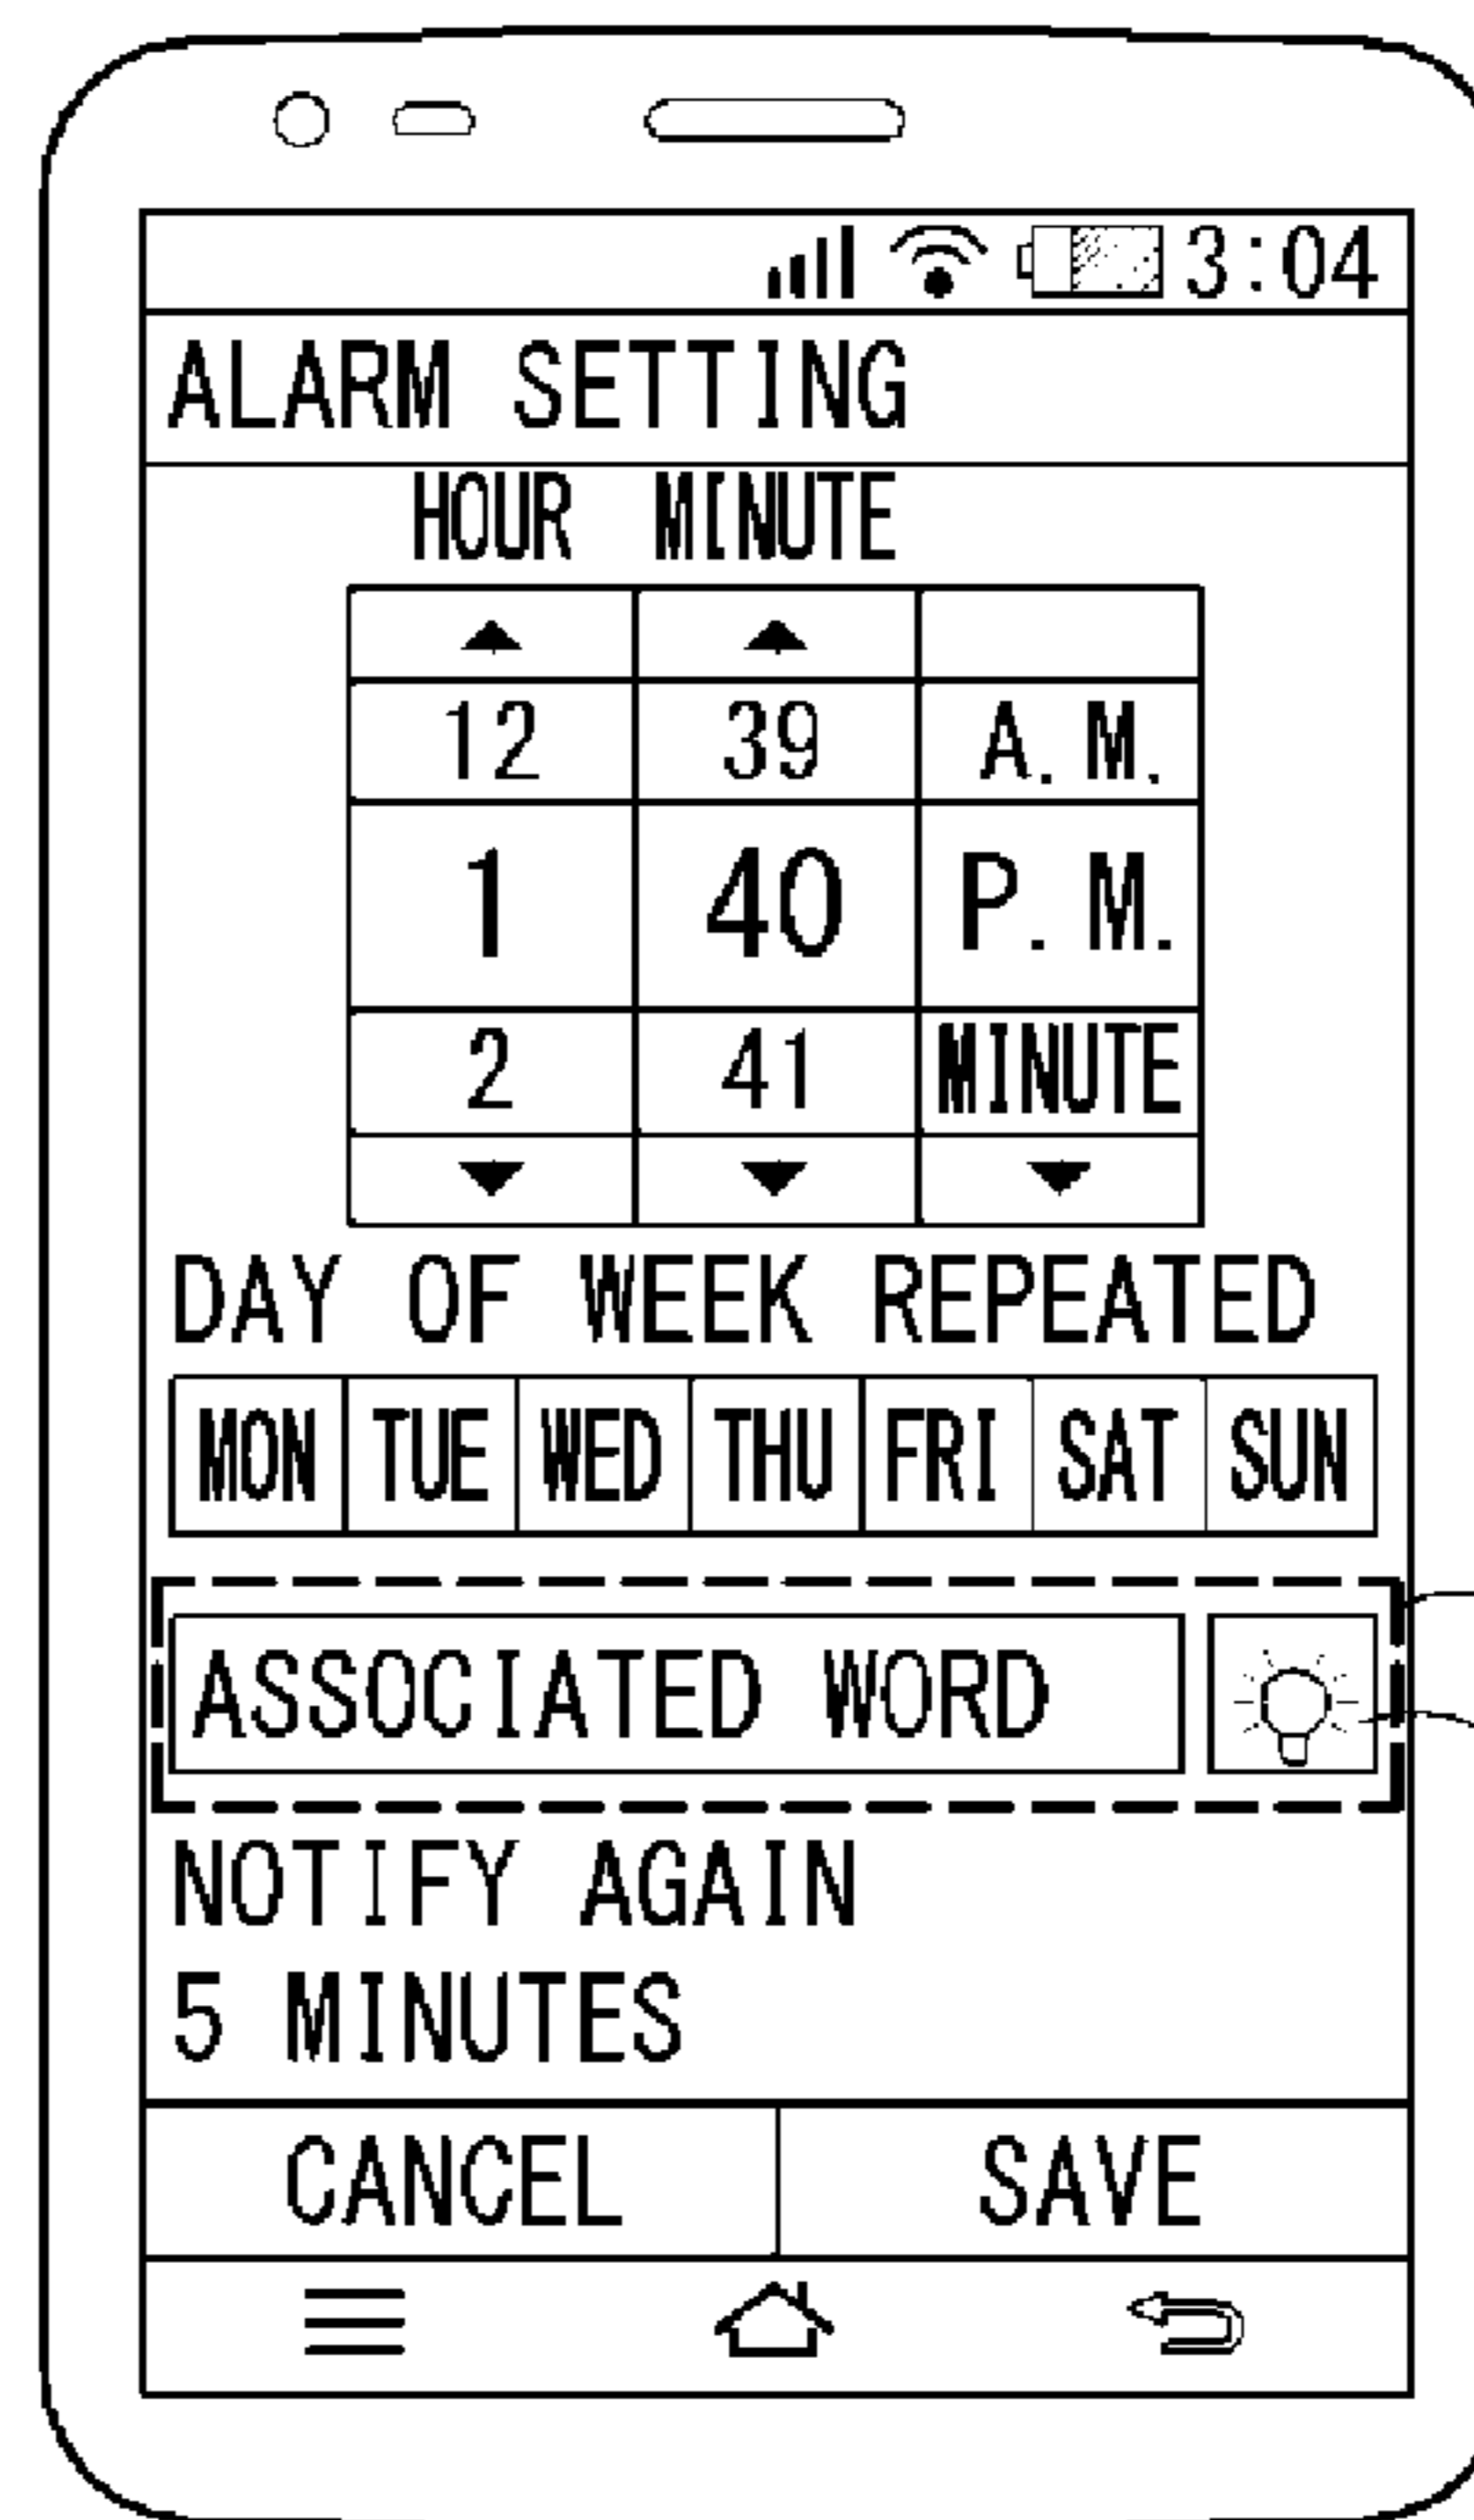 3:04
ALARM SETTING
HOUR MINUTE
12 39 A.M.
1 40 P.M.
2 41 MINUTE
DAY OF WEEK REPEATED
MON TUE WED THU FRI SAT SUN
ASSOCIATED WORD
NOTIFY AGAIN
5 MINUTES
CANCEL SAVE